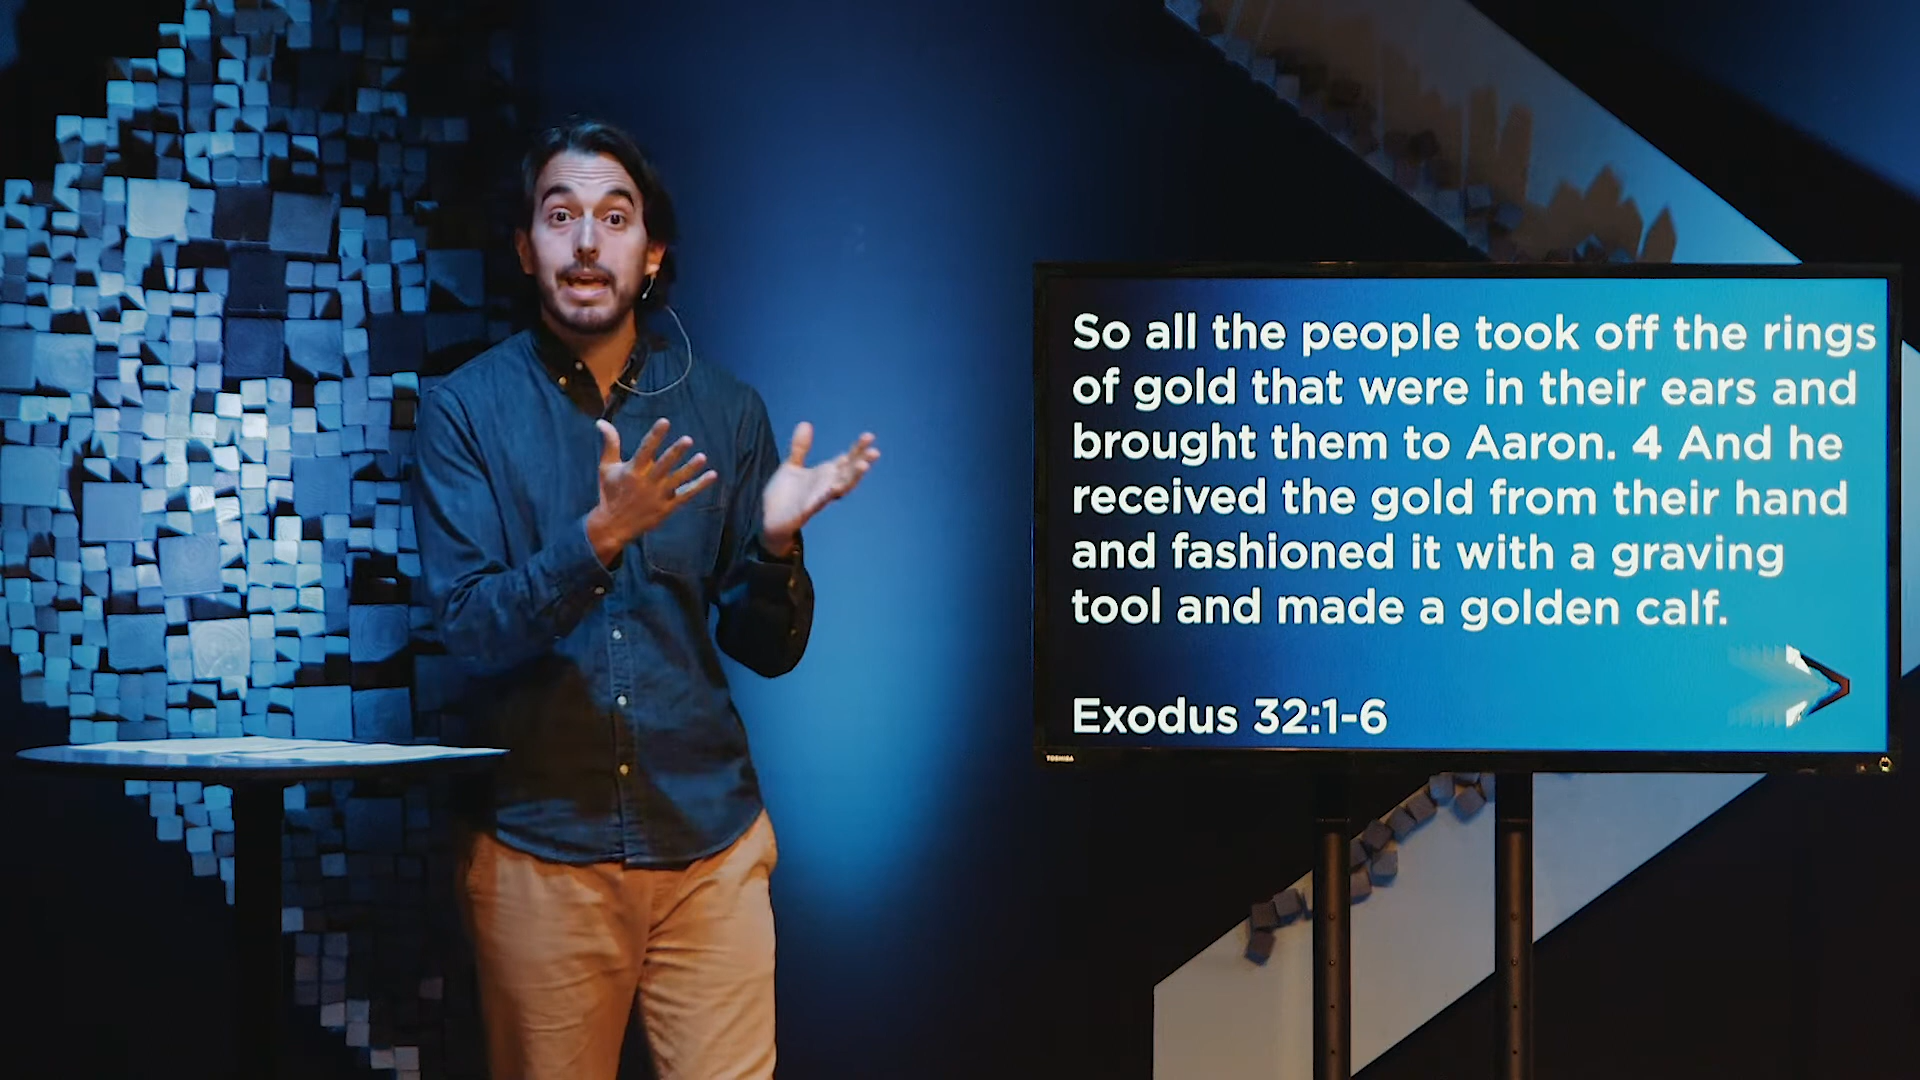 So all the people took off the rings
of gold that were in their ears and
brought them to Aaron. 4 And he
received the gold from their hand
and fashioned it with a graving
tool and made a golden calf.
Exodus 32:1-6
TOSHIBA